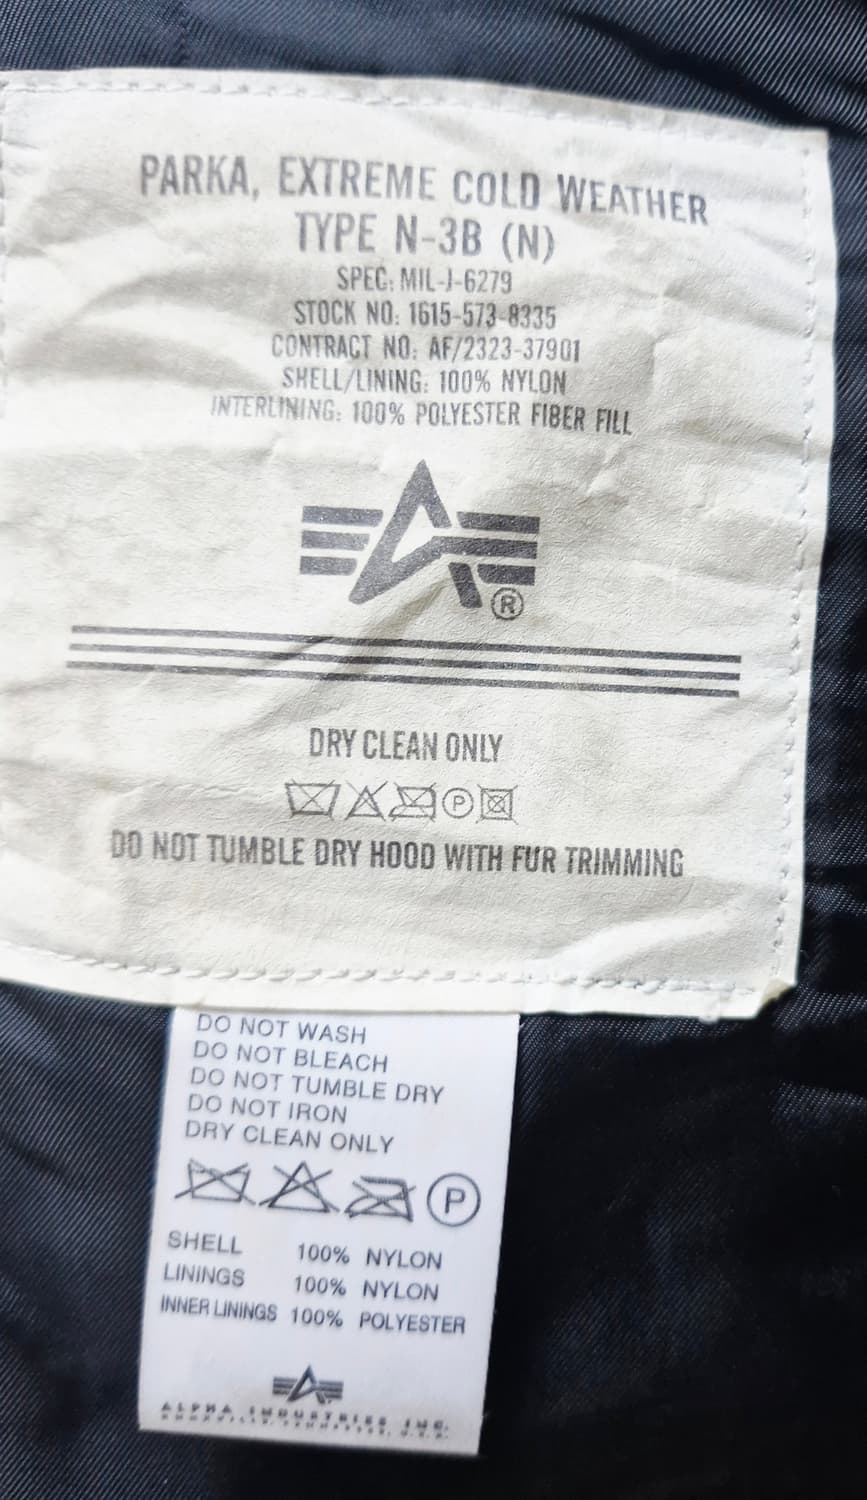 PARKA, EXTREME COLD WEATHER
TYPE N-3B (N)
SPEC: MIL-J-6279
STOCK NO: 1615-573-8335
CONTRACT NO: AF/2323-37901
SHELL/LINING: 100% NYLON
INTERLINING: 100% POLYESTER FIBER FILL
®
DRY CLEAN ONLY
P
DO NOT TUMBLE DRY HOOD WITH FUR TRIMMING
DO NOT WASH
DO NOT BLEACH
DO NOT TUMBLE DRY
DO NOT IRON
DRY CLEAN ONLY
P
SHELL 100% NYLON
LININGS 100% NYLON
INNER LININGS 100% POLYESTER
ALPHA INDUSTRIES INC.
KNOXVILLE, TENNESSEE, U.S.A.